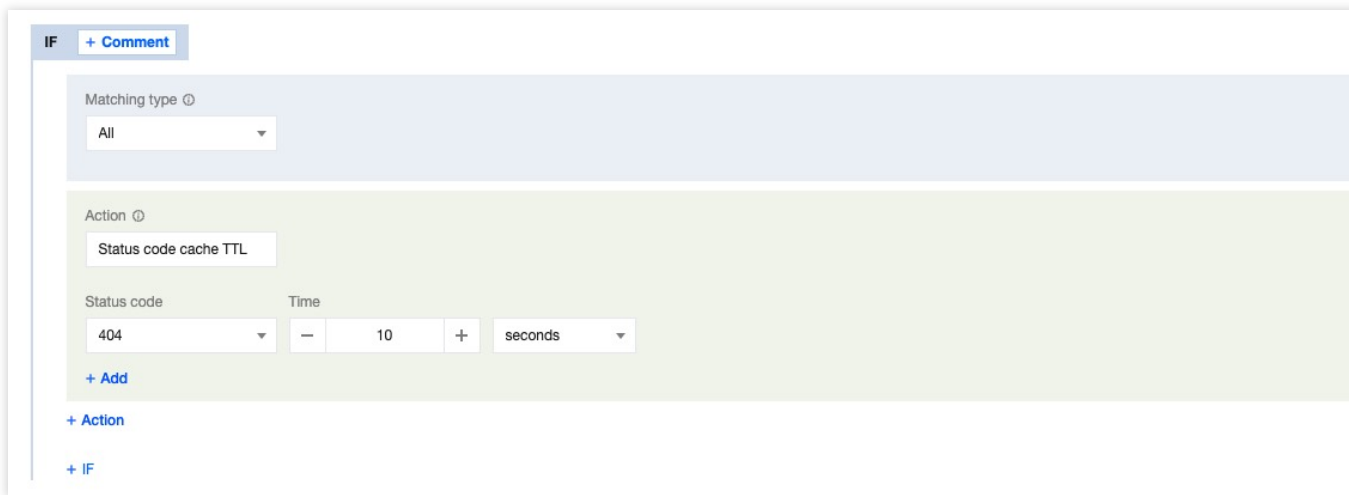 IF + Comment
Matching type
All
Action
Status code cache TTL
Status code Time
404 − 10 + seconds
+ Add
+ Action
+ IF